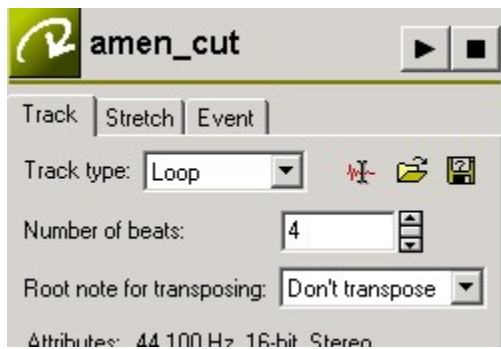 amen_cut
Track Stretch Event
Track type: Loop
Number of beats: 4
Root note for transposing: Don't transpose
Attributes: 44,100 Hz, 16-bit, Stereo